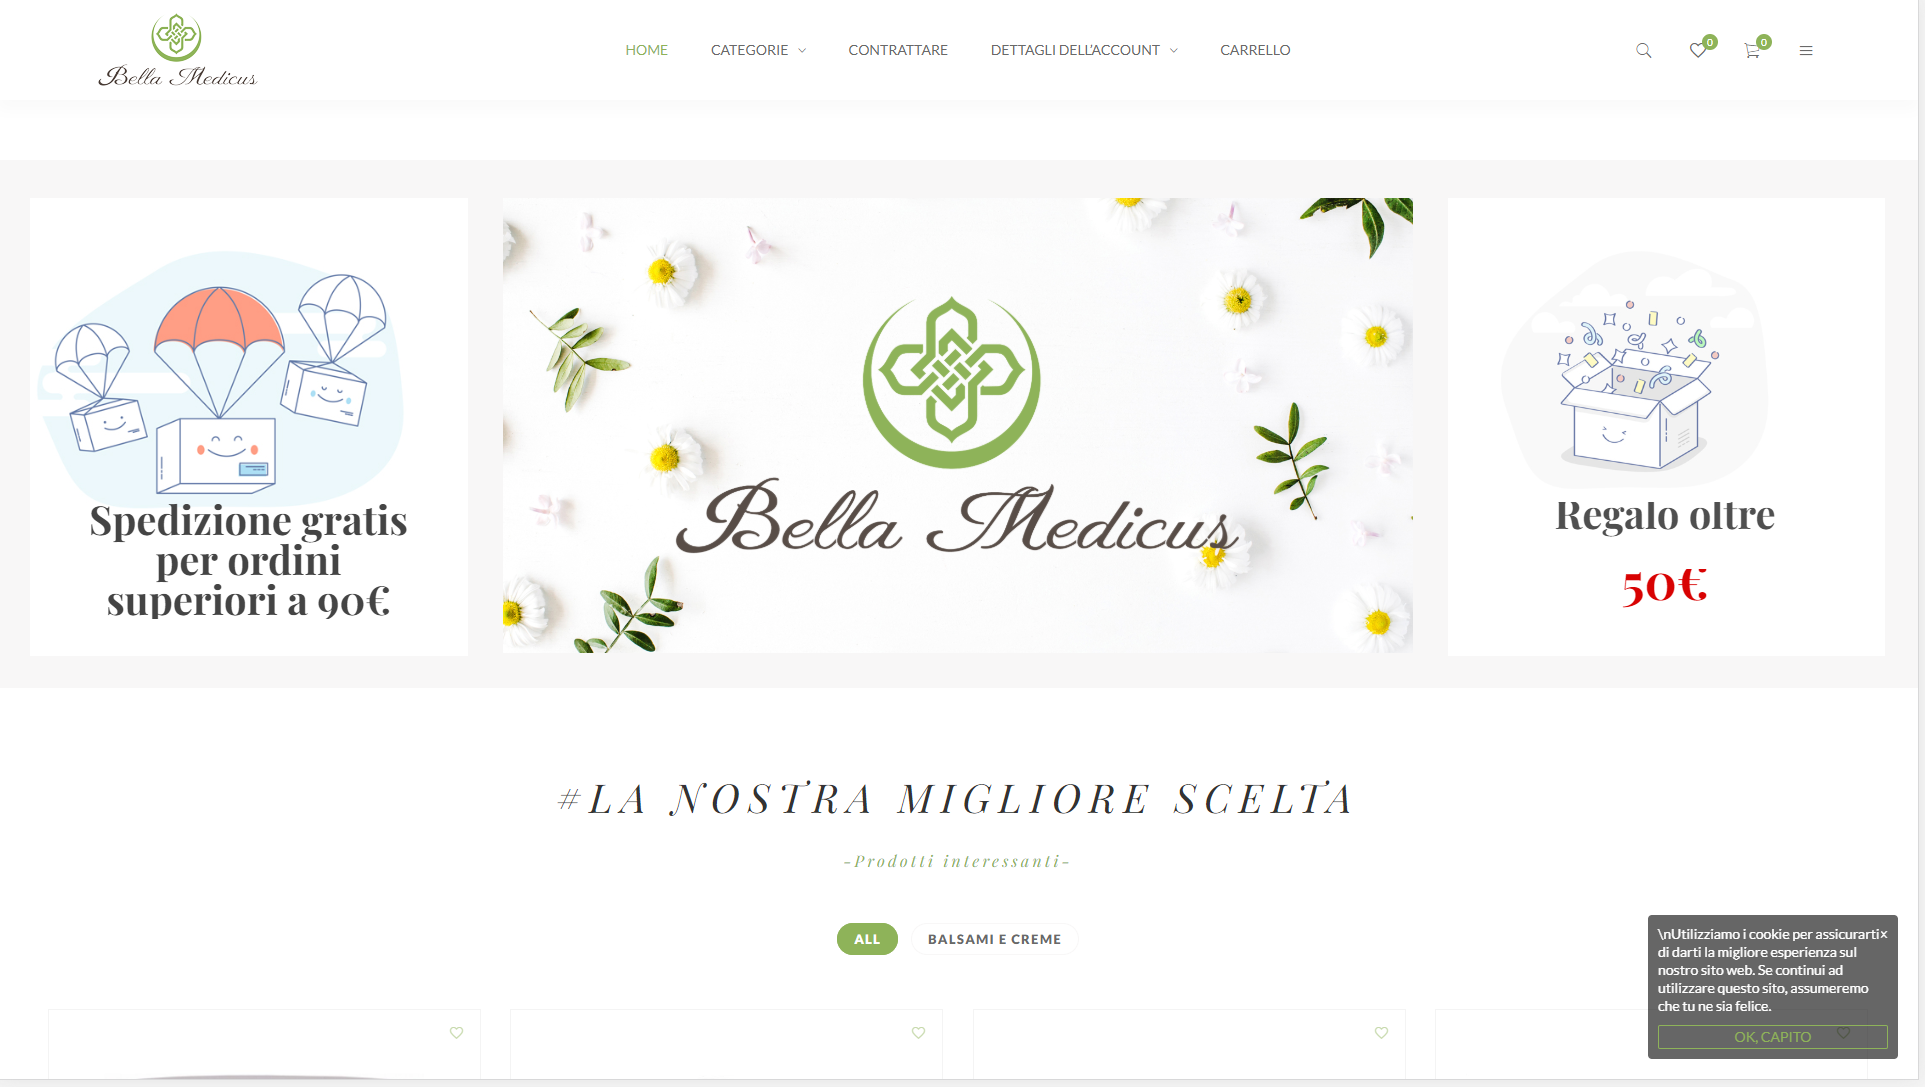 Bella Medicus
HOME
CATEGORIE
CONTRATTARE
DETTAGLI DELL'ACCOUNT
CARRELLO
0
0
Spedizione gratis
per ordini
superiori a 90€
Bella Medicus
Regalo oltre
50€
#LA NOSTRA MIGLIORE SCELTA
-Prodotti interessanti-
ALL
BALSAMI E CREME
\nUtilizziamo i cookie per assicurarti
di darti la migliore esperienza sul
nostro sito web. Se continui ad
utilizzare questo sito, assumeremo
che tu ne sia felice.
x
OK, CAPITO